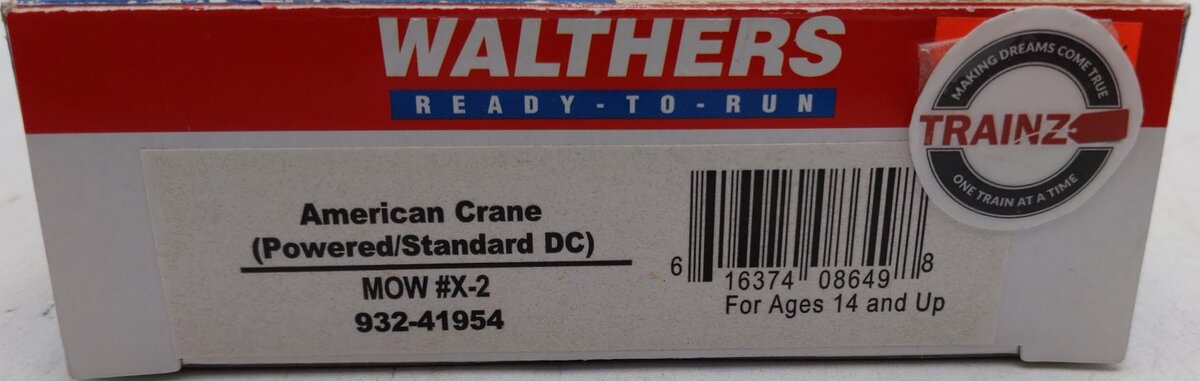 WALTHERS
READY-TO-RUN
MAKING DREAMS COME TRUE
TRAINZ
ONE TRAIN AT A TIME
American Crane
(Powered/Standard DC)
MOW #X-2
932-41954
6 16374 08649 8
For Ages 14 and Up